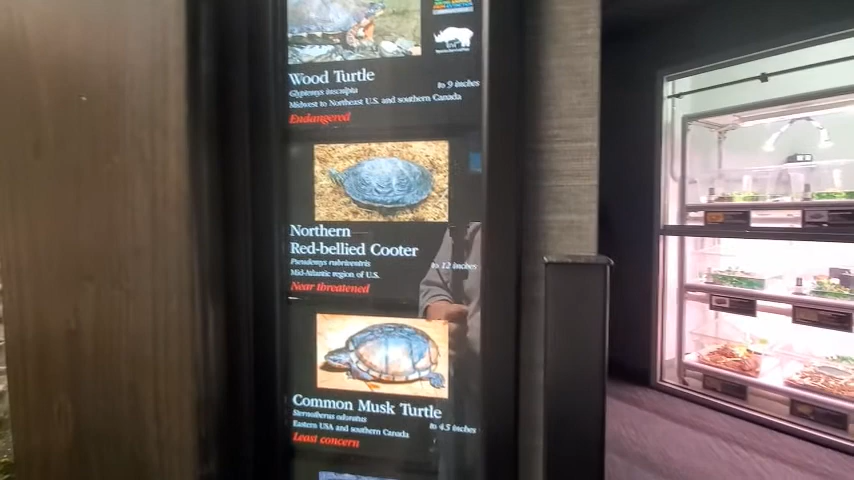 Wood Turtle
Glyptemys insculpta
to 9 inches
Midwest to Northeast U.S. and southern Canada
Endangered
Northern
Red-bellied Cooter
Pseudemys rubriventris
to 12 inches
Mid-Atlantic region of U.S.
Near threatened
Common Musk Turtle
Sternotherus odoratus
to 4.5 inches
Eastern USA and southern Canada
Least concern